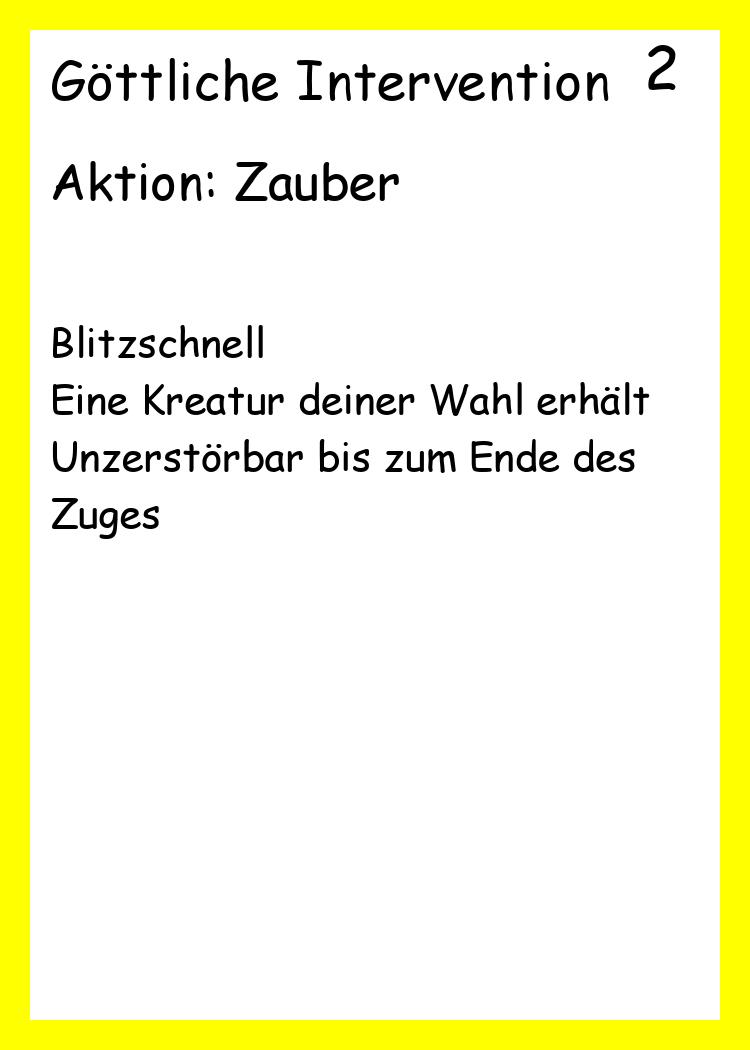 Göttliche Intervention 2
Aktion: Zauber
Blitzschnell
Eine Kreatur deiner Wahl erhält
Unzerstörbar bis zum Ende des
Zuges